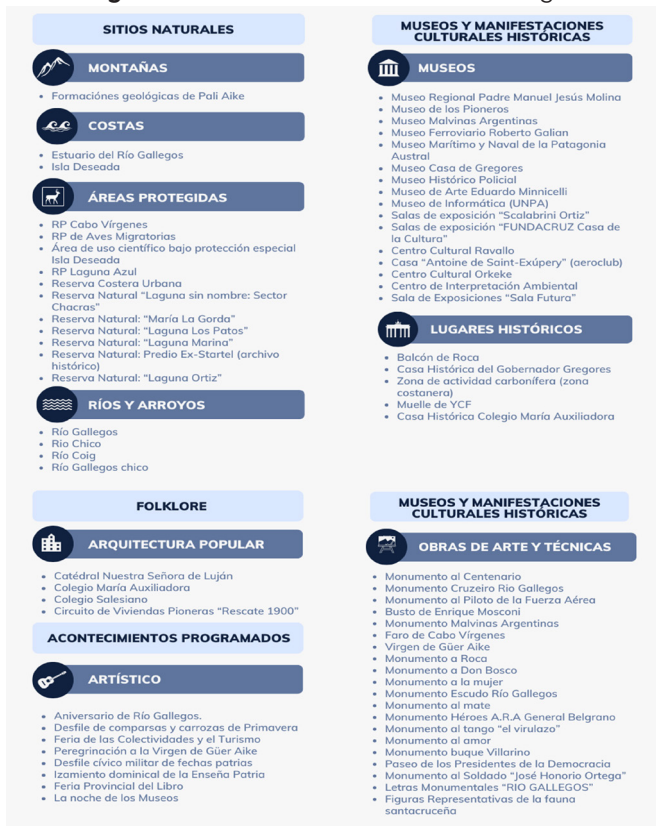 SITIOS NATURALES
MONTAÑAS
• Formaciónes geológicas de Pali Aike
COSTAS
• Estuario del Río Gallegos
• Isla Deseada
ÁREAS PROTEGIDAS
• RP Cabo Vírgenes
• RP de Aves Migratorias
• Área de uso científico bajo protección especial
Isla Deseada
• RP Laguna Azul
• Reserva Costera Urbana
• Reserva Natural “Laguna sin nombre: Sector
Chacras”
• Reserva Natural: “María La Gorda”
• Reserva Natural: “Laguna Los Patos”
• Reserva Natural: “Laguna Marina”
• Reserva Natural: Predio Ex-Startel (archivo
histórico)
• Reserva Natural: “Laguna Ortiz”
RÍOS Y ARROYOS
• Río Gallegos
• Rio Chico
• Río Coig
• Río Gallegos chico
MUSEOS Y MANIFESTACIONES
CULTURALES HISTÓRICAS
MUSEOS
• Museo Regional Padre Manuel Jesús Molina
• Museo de los Pioneros
• Museo Malvinas Argentinas
• Museo Ferroviario Roberto Galian
• Museo Marítimo y Naval de la Patagonia
Austral
• Museo Casa de Gregores
• Museo Histórico Policial
• Museo de Arte Eduardo Minnicelli
• Museo de Informática (UNPA)
• Salas de exposición “Scalabrini Ortiz”
• Salas de exposición “FUNDACRUZ Casa de
la Cultura”
• Centro Cultural Ravallo
• Casa “Antoine de Saint-Exúpery” (aeroclub)
• Centro Cultural Orkeke
• Centro de Interpretación Ambiental
• Sala de Exposiciones “Sala Futura”
LUGARES HISTÓRICOS
• Balcón de Roca
• Casa Histórica del Gobernador Gregores
• Zona de actividad carbonífera (zona
costanera)
• Muelle de YCF
• Casa Histórica Colegio María Auxiliadora
FOLKLORE
ARQUITECTURA POPULAR
• Catédral Nuestra Señora de Luján
• Colegio María Auxiliadora
• Colegio Salesiano
• Circuito de Viviendas Pioneras “Rescate 1900”
ACONTECIMIENTOS PROGRAMADOS
ARTÍSTICO
• Aniversario de Río Gallegos.
• Desfile de comparsas y carrozas de Primavera
• Feria de las Colectividades y el Turismo
• Peregrinación a la Virgen de Güer Aike
• Desfile cívico militar de fechas patrias
• Izamiento dominical de la Enseña Patria
• Feria Provincial del Libro
• La noche de los Museos
MUSEOS Y MANIFESTACIONES
CULTURALES HISTÓRICAS
OBRAS DE ARTE Y TÉCNICAS
• Monumento al Centenario
• Monumento Cruzeiro Rio Gallegos
• Monumento al Piloto de la Fuerza Aérea
• Busto de Enrique Mosconi
• Monumento Malvinas Argentinas
• Faro de Cabo Vírgenes
• Virgen de Güer Aike
• Monumento a Roca
• Monumento a Don Bosco
• Monumento a la mujer
• Monumento Escudo Río Gallegos
• Monumento al mate
• Monumento Héroes A.R.A General Belgrano
• Monumento al tango “el virulazo”
• Monumento al amor
• Monumento buque Villarino
• Paseo de los Presidentes de la Democracia
• Monumento al Soldado “José Honorio Ortega”
• Letras Monumentales “RIO GALLEGOS”
• Figuras Representativas de la fauna
santacruceña